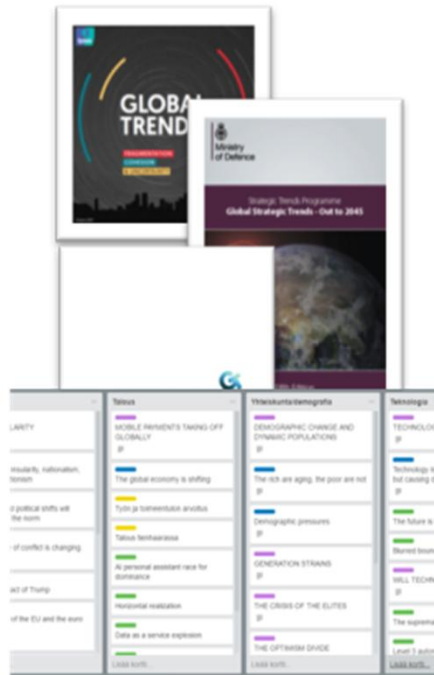 GLOBAL
TREND
FRAGMENTATION
COHESION
& UNCERTAINTY
Ministry
of Defence
Strategic Trends Programme
Global Strategic Trends - Out to 2045
LARITY
nationalism,
political shifts will
the norm
of conflict is changing
act of Trump
of the EU and the euro
Talous
MOBILE PAYMENTS TAKING OFF
GLOBALLY
The global economy is shifting
Työn ja toimeentulon arvoitus
Talous tienhaarassa
AI personal assistant race for
dominance
Horizontal realization
Data as a service explosion
Lisää kortti...
Yhteiskunta/demografia
DEMOGRAPHIC CHANGE AND
DYNAMIC POPULATIONS
The rich are aging, the poor are not
Demographic pressures
GENERATION STRAINS
THE CRISIS OF THE ELITES
THE OPTIMISM DIVIDE
Lisää kortti...
Teknologia
TECHNOLO
Technology is
but causing
The future is
Blurred boun
WILL TECHN
The suprema
Level 3 auto
Lisää kortti...